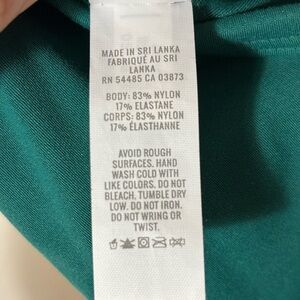 MADE IN SRI LANKA
FABRIQUÉ AU SRI
LANKA
RN 54485 CA 03873
BODY: 83% NYLON
17% ELASTANE
CORPS: 83% NYLON
17% ÉLASTHANNE
AVOID ROUGH
SURFACES. HAND
WASH COLD WITH
LIKE COLORS. DO NOT
BLEACH. TUMBLE DRY
LOW. DO NOT IRON.
DO NOT WRING OR
TWIST.